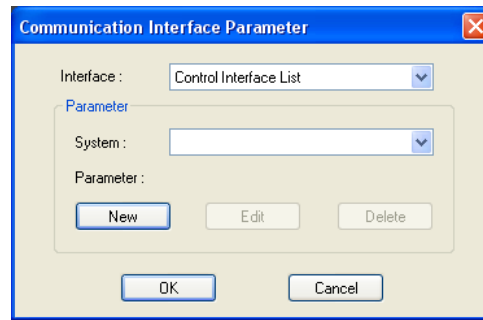 Communication Interface Parameter
Interface : Control Interface List
Parameter
System :
Parameter :
New Edit Delete
OK Cancel